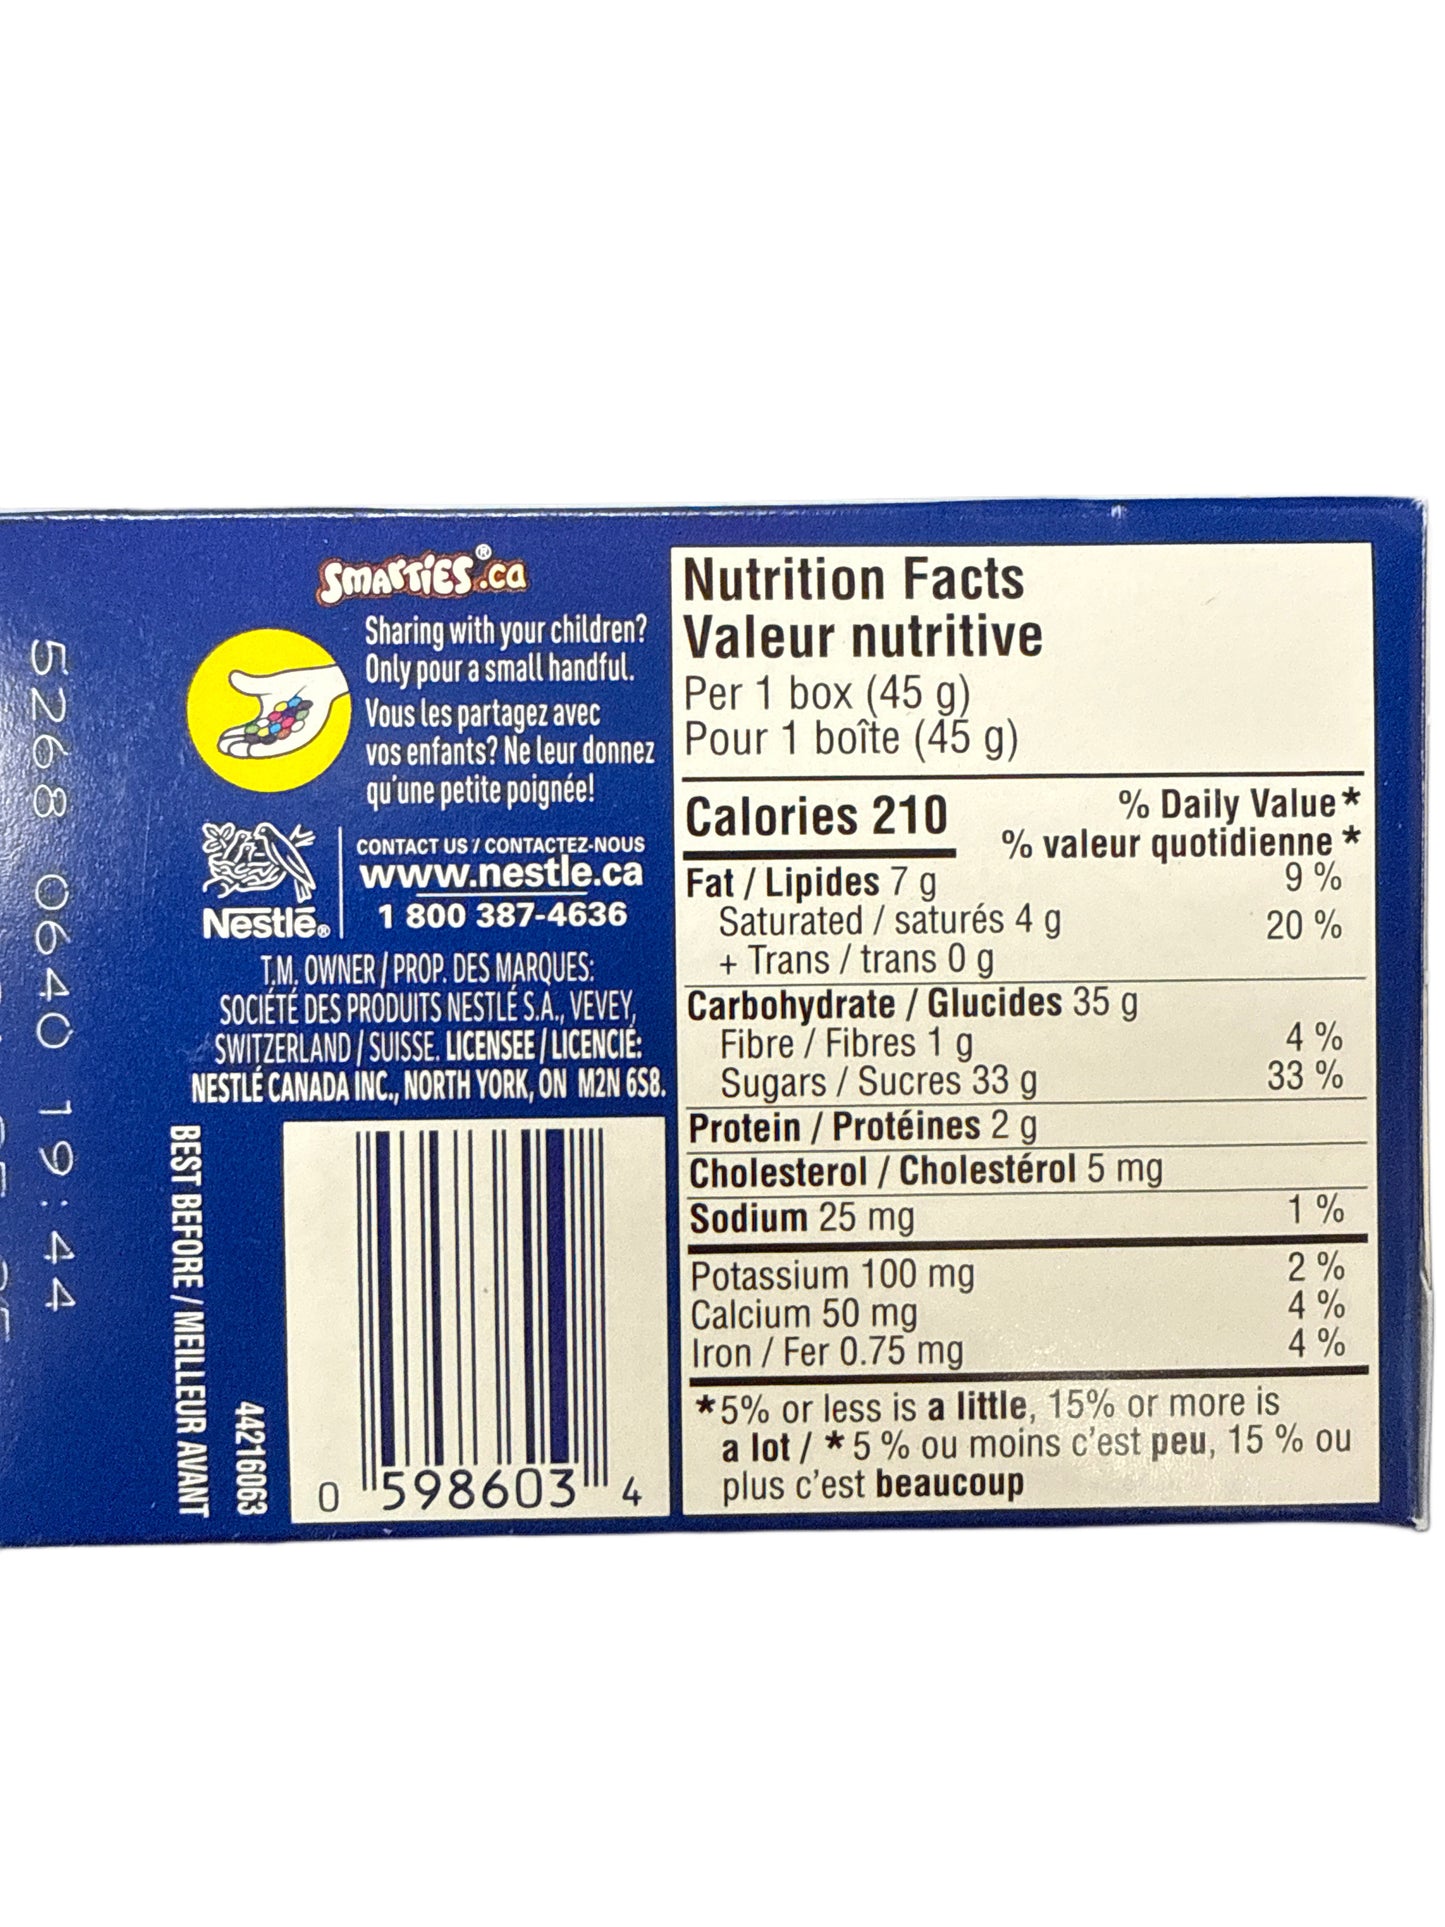 SMARTIES®.ca
Sharing with your children?
Only pour a small handful.
Vous les partagez avec
vos enfants? Ne leur donnez
qu'une petite poignée!
Nestlé®
CONTACT US / CONTACTEZ-NOUS
www.nestle.ca
1 800 387-4636
T.M. OWNER / PROP. DES MARQUES:
SOCIÉTÉ DES PRODUITS NESTLÉ S.A., VEVEY,
SWITZERLAND / SUISSE. LICENSEE / LICENCIÉ:
NESTLÉ CANADA INC., NORTH YORK, ON M2N 6S8.
5268 0640 19:44
BEST BEFORE / MEILLEUR AVANT
44216063
0 598603 4
Nutrition Facts
Valeur nutritive
Per 1 box (45 g)
Pour 1 boîte (45 g)
Calories 210
% Daily Value*
% valeur quotidienne*
Fat / Lipides 7 g 9 %
Saturated / saturés 4 g 20 %
+ Trans / trans 0 g
Carbohydrate / Glucides 35 g
Fibre / Fibres 1 g 4 %
Sugars / Sucres 33 g 33 %
Protein / Protéines 2 g
Cholesterol / Cholestérol 5 mg
Sodium 25 mg 1 %
Potassium 100 mg 2 %
Calcium 50 mg 4 %
Iron / Fer 0.75 mg 4 %
*5% or less is a little, 15% or more is
a lot / *5 % ou moins c'est peu, 15 % ou
plus c'est beaucoup